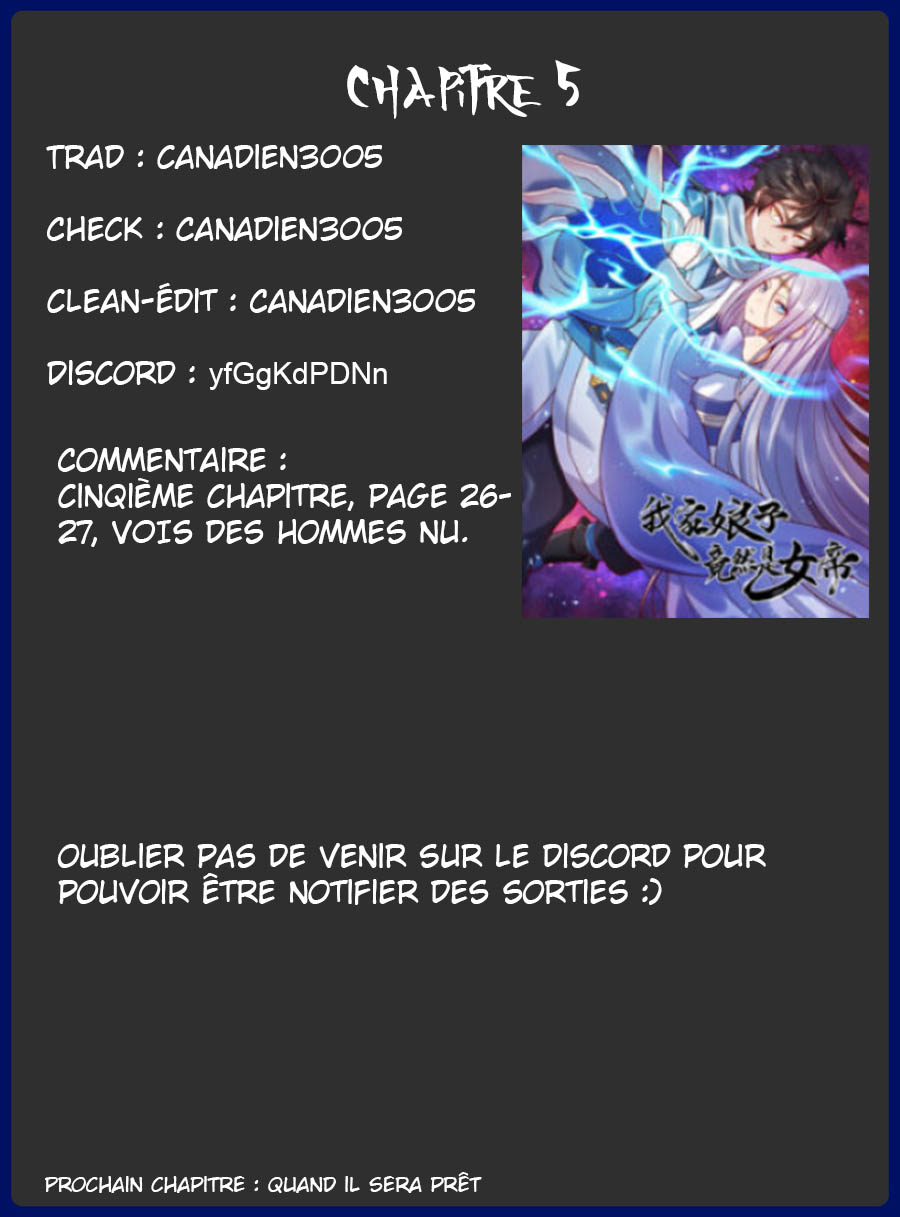 CHAPITRE 5
TRAD : CANADIEN3005
CHECK : CANADIEN3005
CLEAN-ÉDIT : CANADIEN3005
DISCORD : yfGgKdPDNn
COMMENTAIRE :
CINQIÈME CHAPITRE, PAGE 26-
27, VOIS DES HOMMES NU.
我家娘子
竟然是女帝
OUBLIER PAS DE VENIR SUR LE DISCORD POUR
POUVOIR ÊTRE NOTIFIER DES SORTIES :)
PROCHAIN CHAPITRE : QUAND IL SERA PRÊT